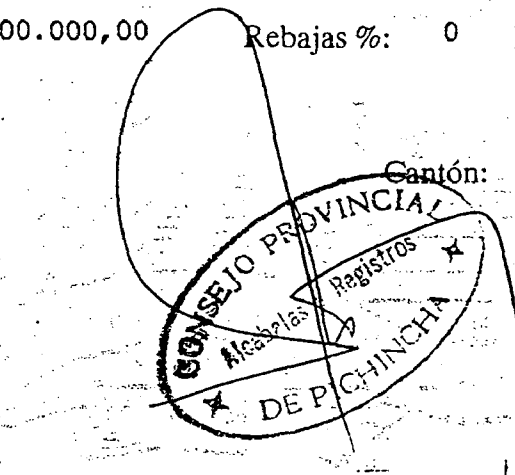 00.000,00 Rebajas %: 0
Cantón:
CONSEJO PROVINCIAL
Alcabalas y Registros
DE PICHINCHA